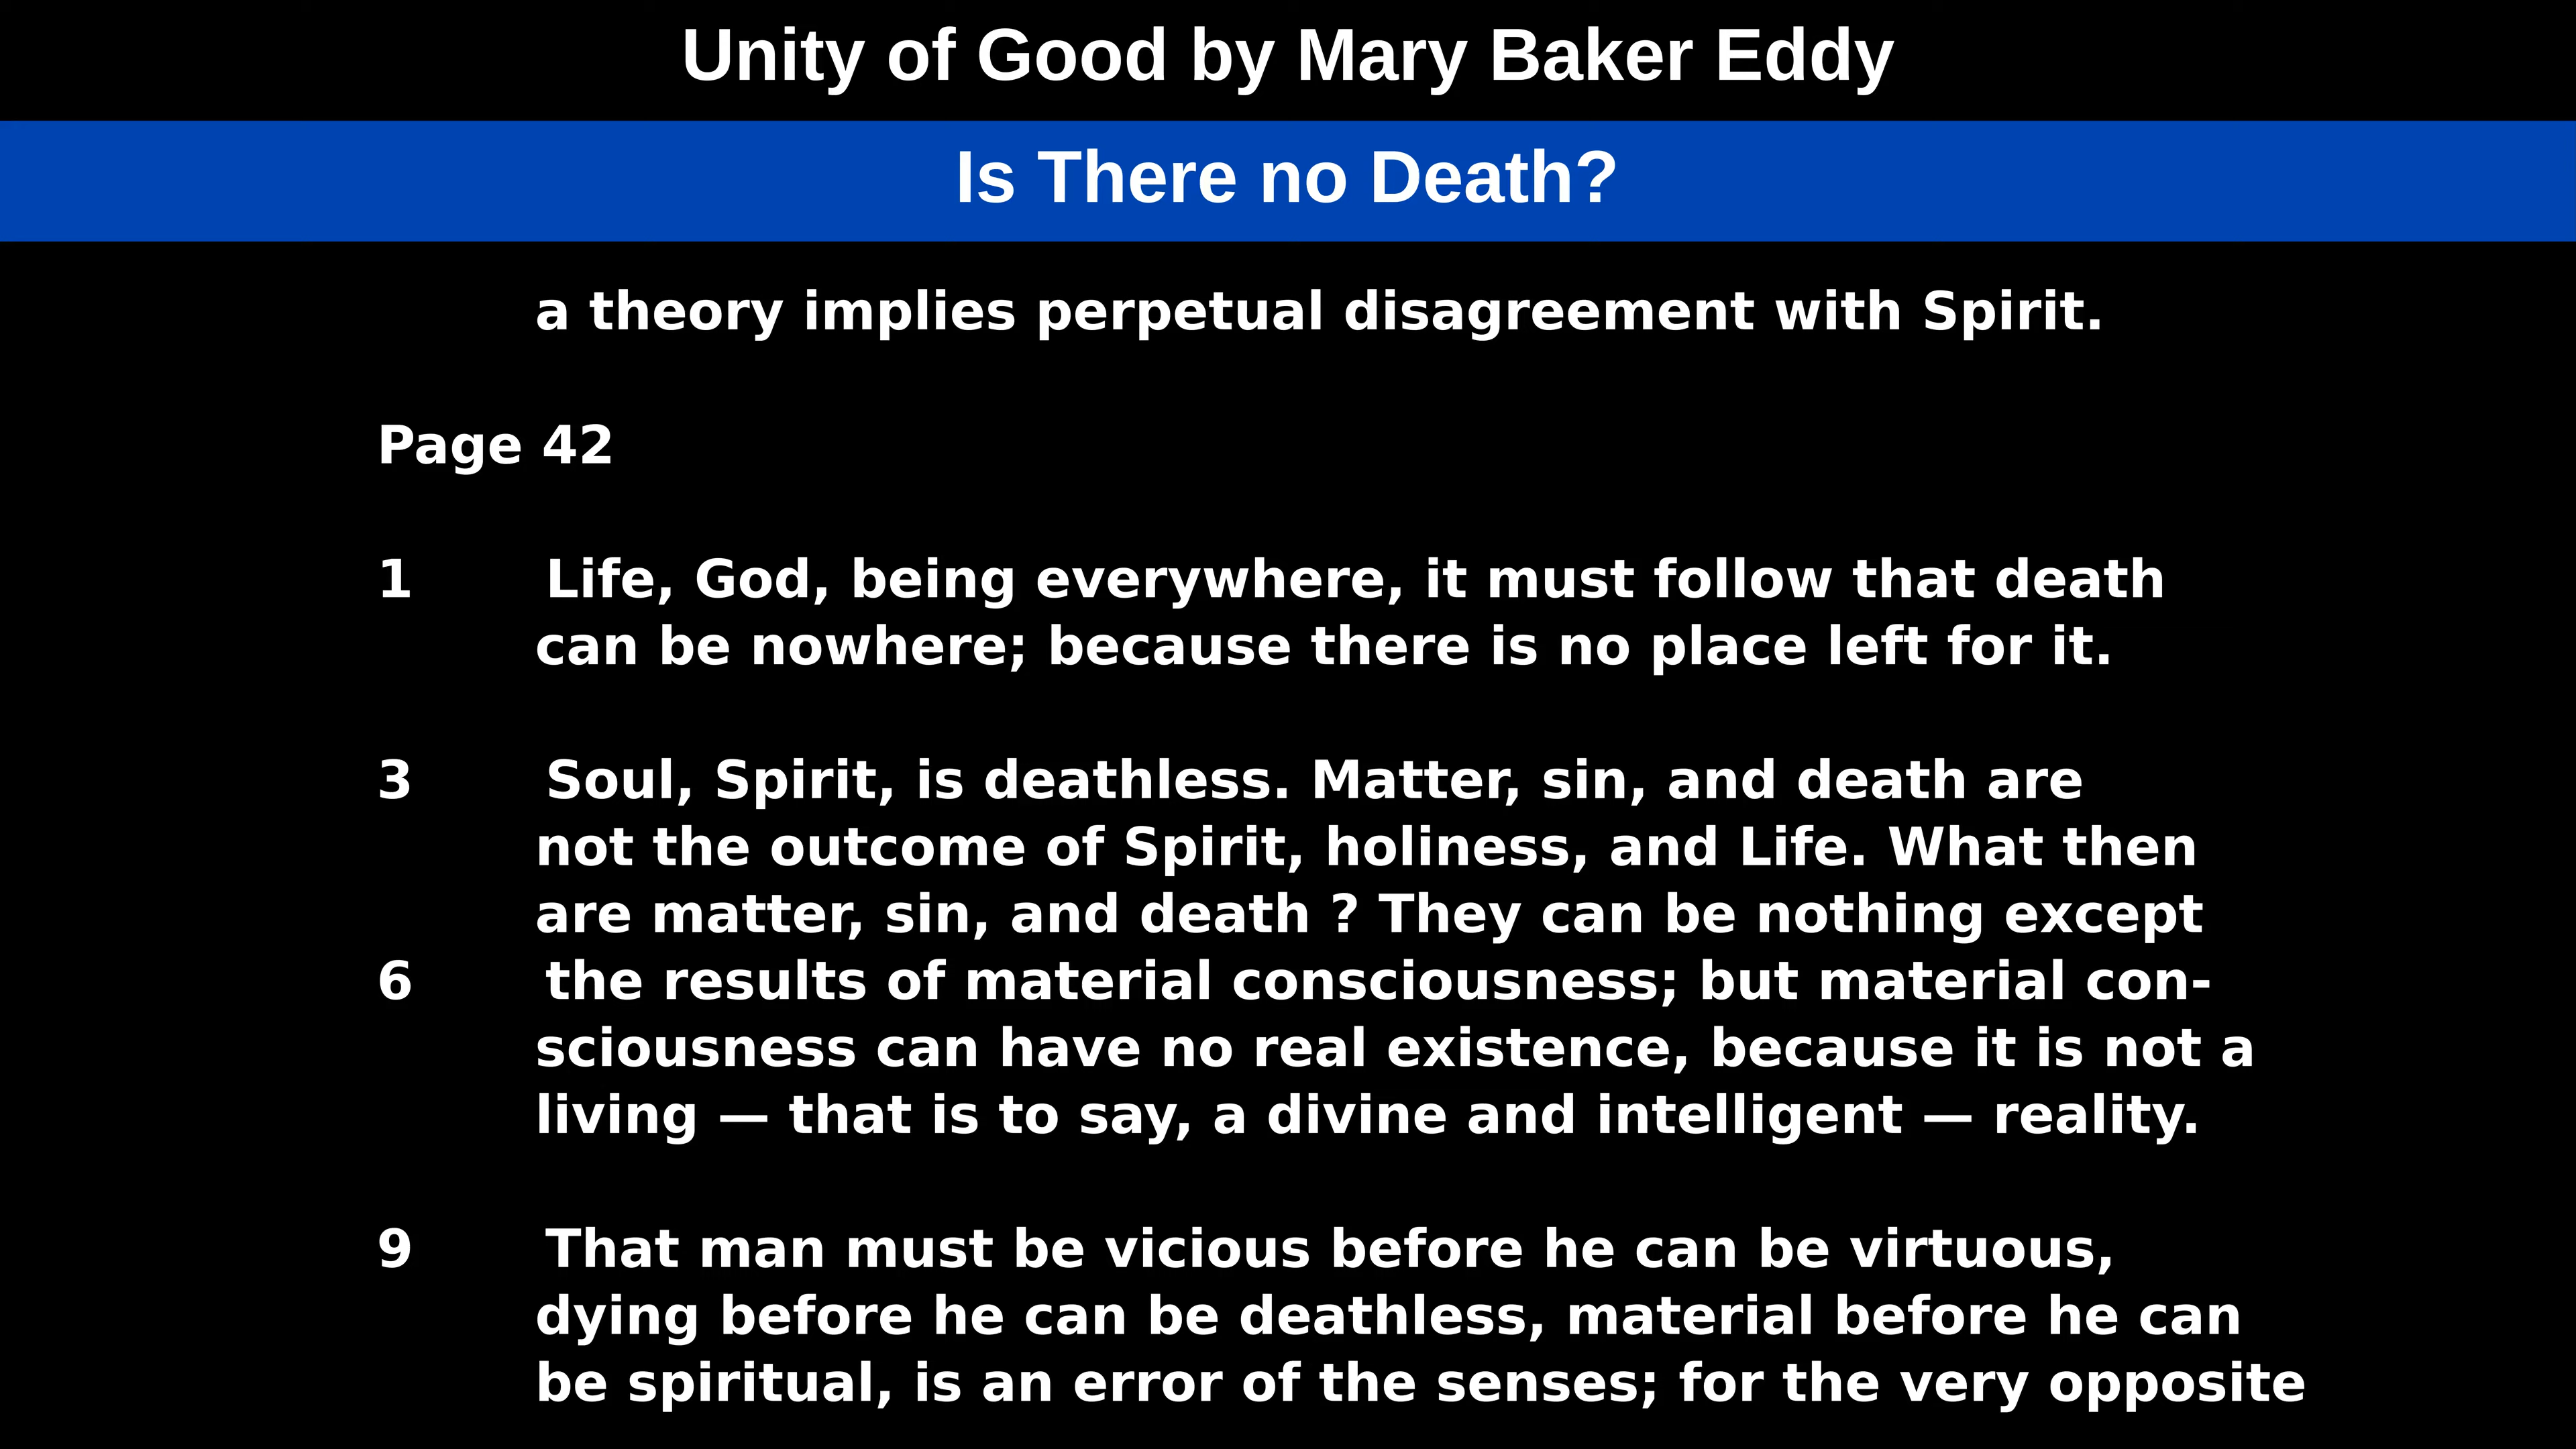 Unity of Good by Mary Baker Eddy
Is There no Death?
a theory implies perpetual disagreement with Spirit.
Page 42
1 Life, God, being everywhere, it must follow that death
can be nowhere; because there is no place left for it.
3 Soul, Spirit, is deathless. Matter, sin, and death are
not the outcome of Spirit, holiness, and Life. What then
are matter, sin, and death ? They can be nothing except
6 the results of material consciousness; but material con-
sciousness can have no real existence, because it is not a
living — that is to say, a divine and intelligent — reality.
9 That man must be vicious before he can be virtuous,
dying before he can be deathless, material before he can
be spiritual, is an error of the senses; for the very opposite